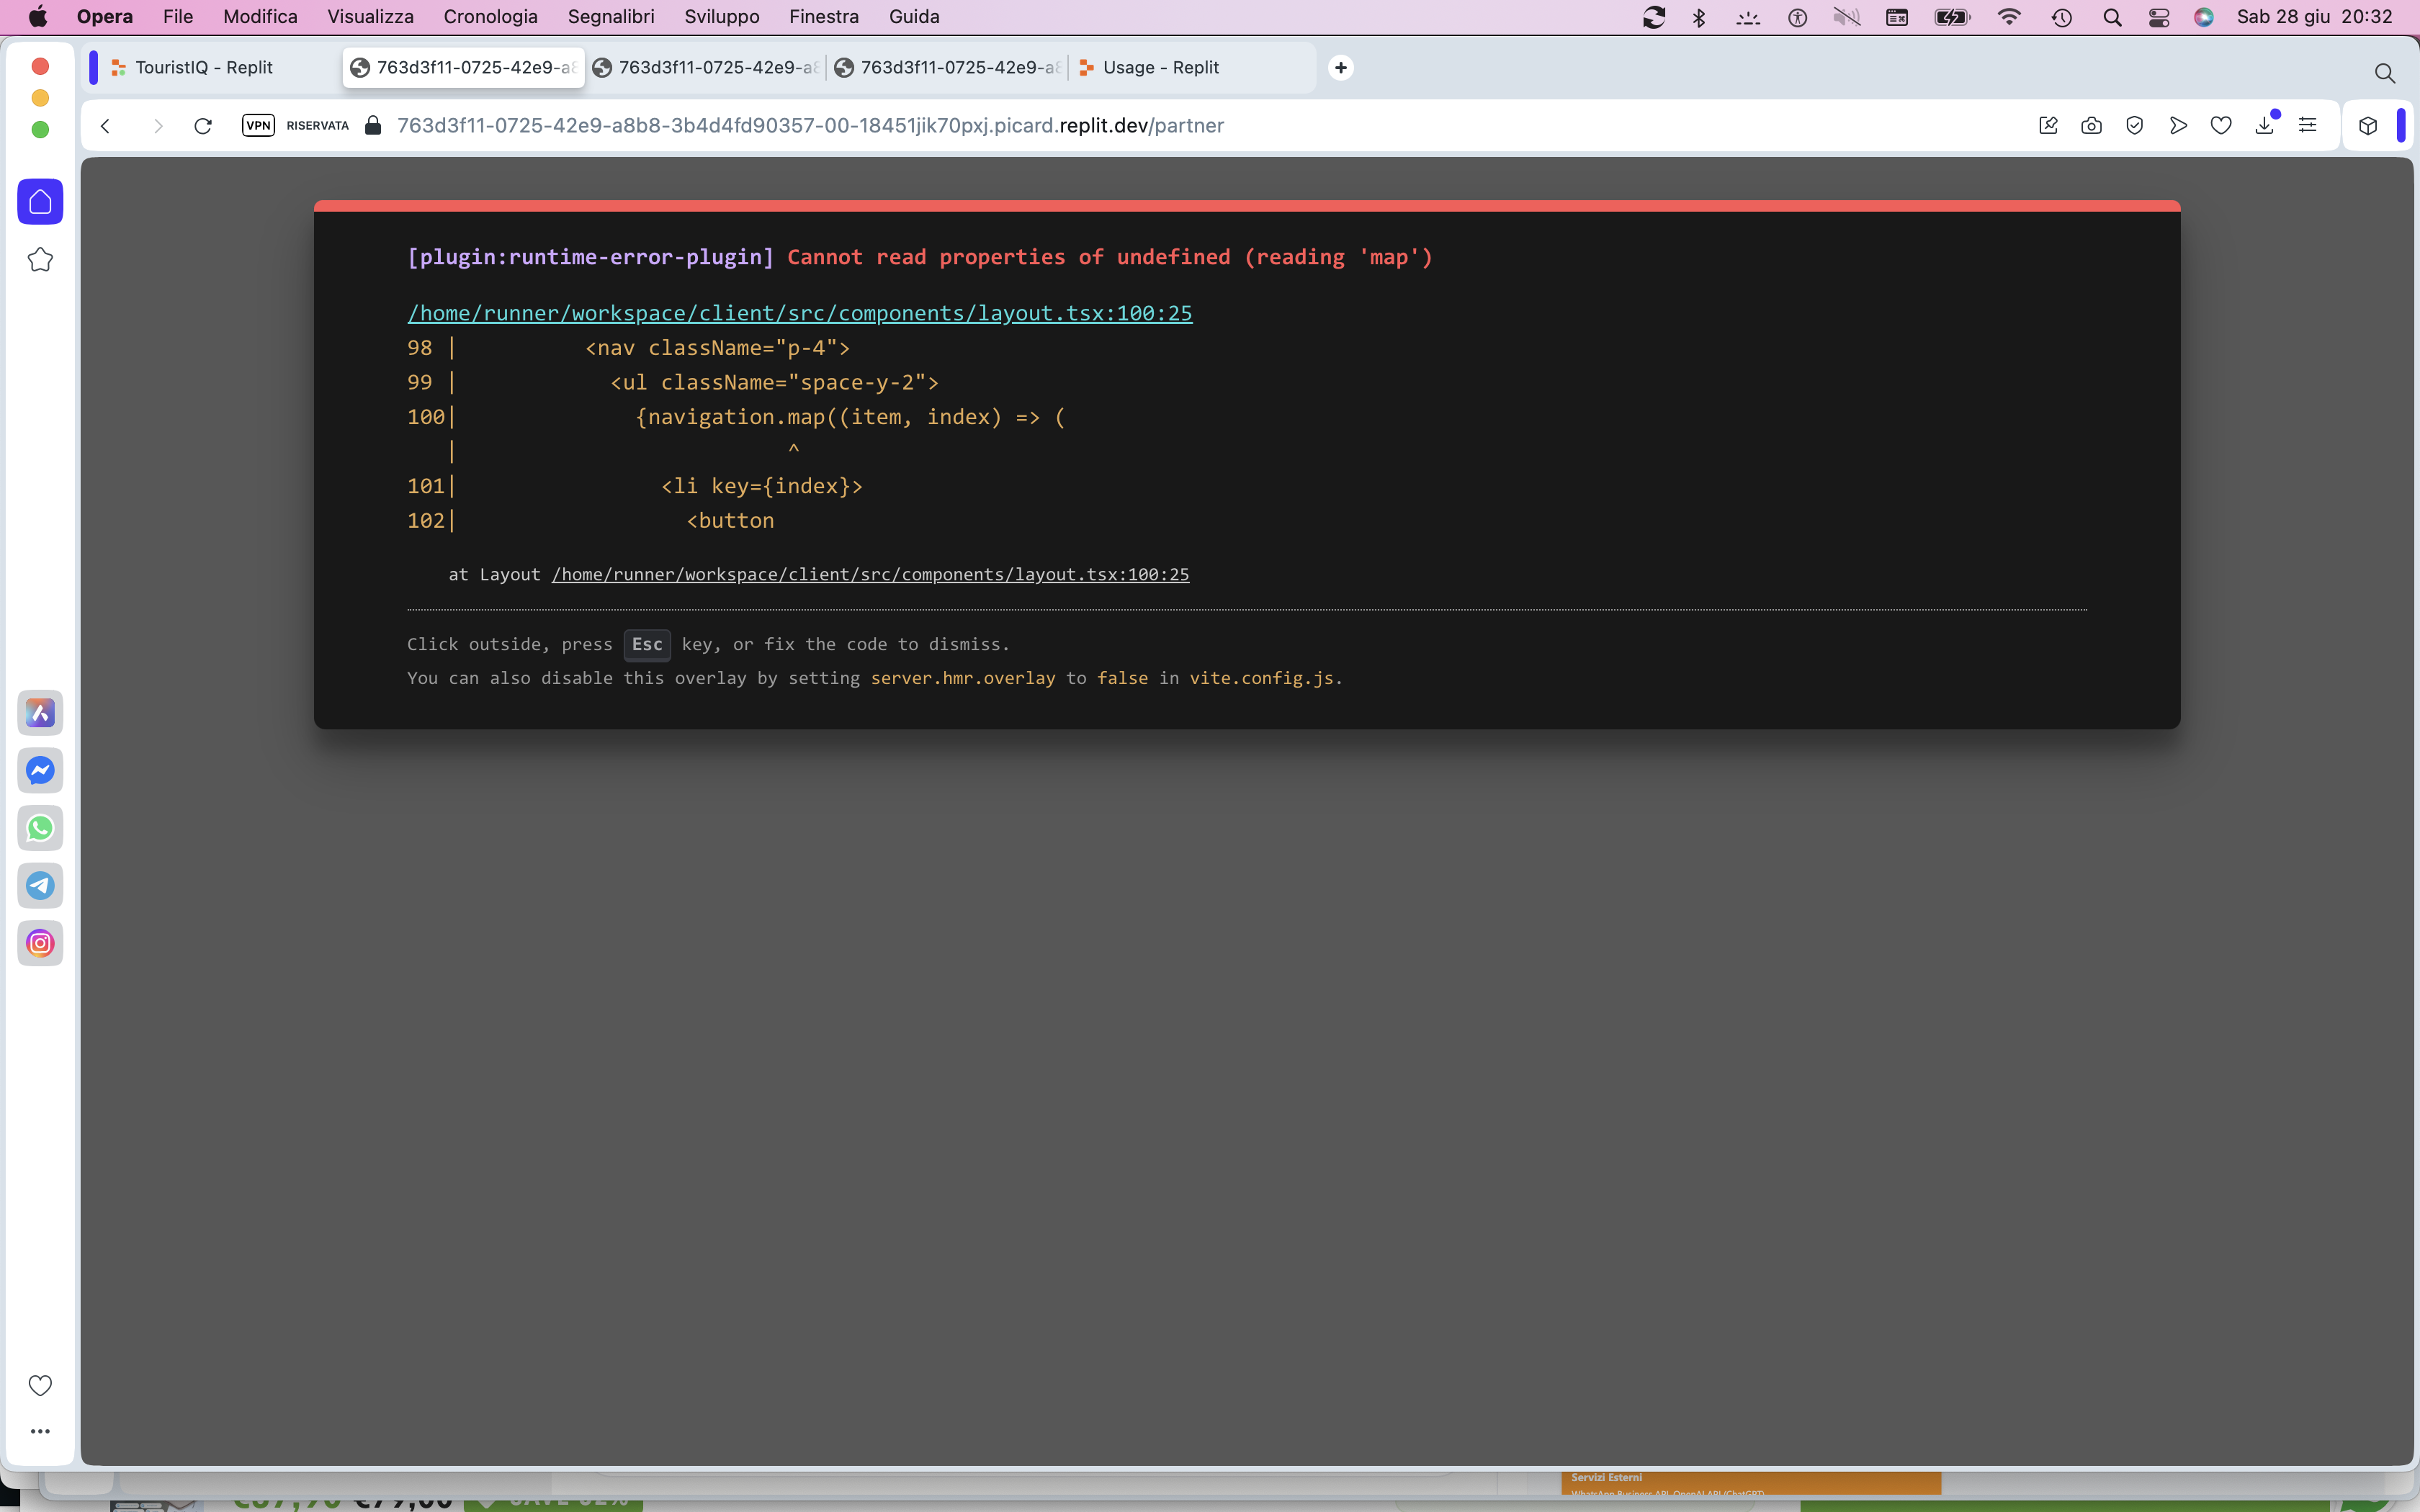 Opera File Modifica Visualizza Cronologia Segnalibri Sviluppo Finestra Guida Sab 28 giu 20:32
TouristIQ - Replit 763d3f11-0725-42e9-a8 763d3f11-0725-42e9-a8 763d3f11-0725-42e9-a8 Usage - Replit
VPN RISERVATA 763d3f11-0725-42e9-a8b8-3b4d4fd90357-00-18451jik70pxj.picard.replit.dev/partner
[plugin:runtime-error-plugin] Cannot read properties of undefined (reading 'map')
/home/runner/workspace/client/src/components/layout.tsx:100:25
98 | <nav className="p-4">
99 | <ul className="space-y-2">
100| {navigation.map((item, index) => (
| ^
101| <li key={index}>
102| <button
at Layout /home/runner/workspace/client/src/components/layout.tsx:100:25
Click outside, press Esc key, or fix the code to dismiss.
You can also disable this overlay by setting server.hmr.overlay to false in vite.config.js.
Servizi Esterni
WhatsApp Business API, OpenAI API (ChatGPT)